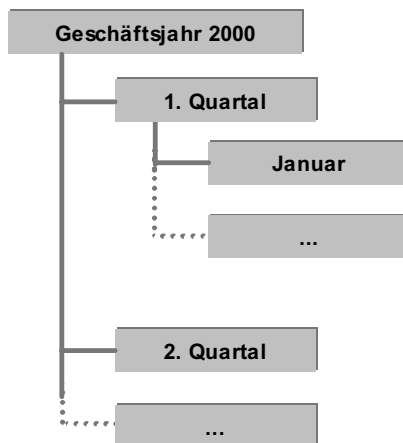 Geschäftsjahr 2000
1. Quartal
Januar
...
2. Quartal
...